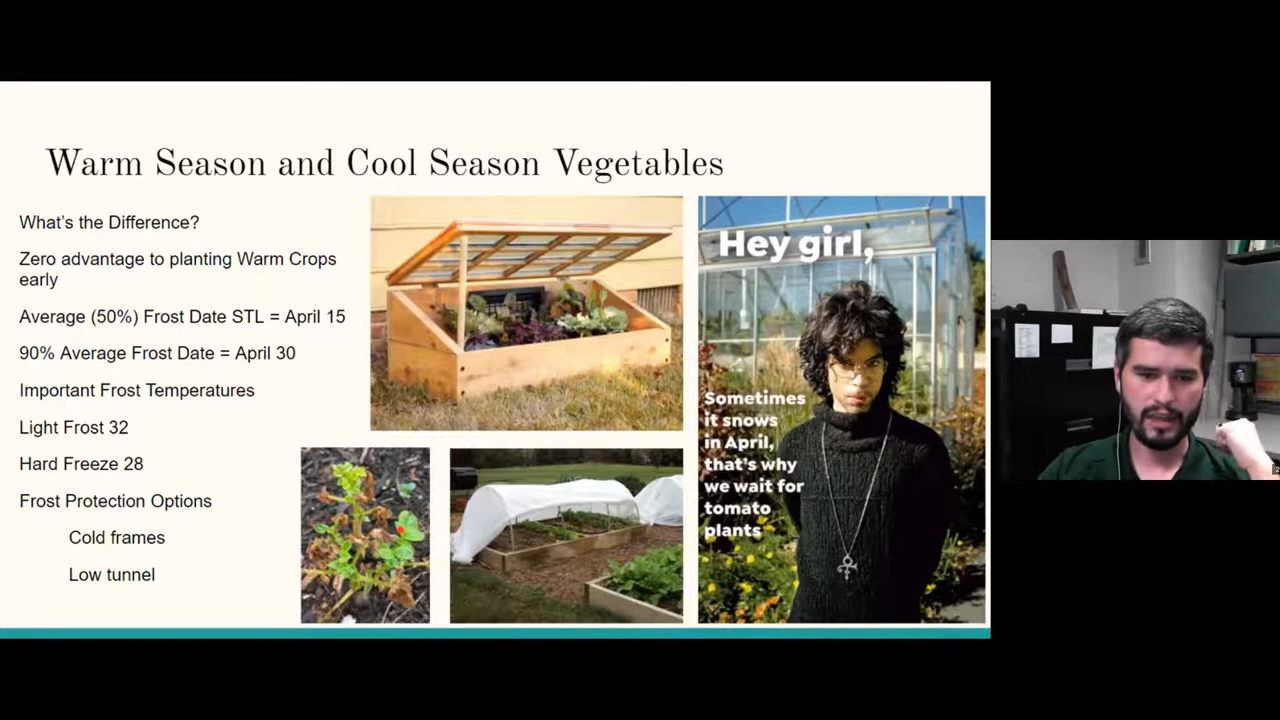 Warm Season and Cool Season Vegetables
What's the Difference?
Zero advantage to planting Warm Crops
early
Average (50%) Frost Date STL = April 15
90% Average Frost Date = April 30
Important Frost Temperatures
Light Frost 32
Hard Freeze 28
Frost Protection Options
Cold frames
Low tunnel
Hey girl,
Sometimes
it snows
in April,
that's why
we wait for
tomato
plants
2